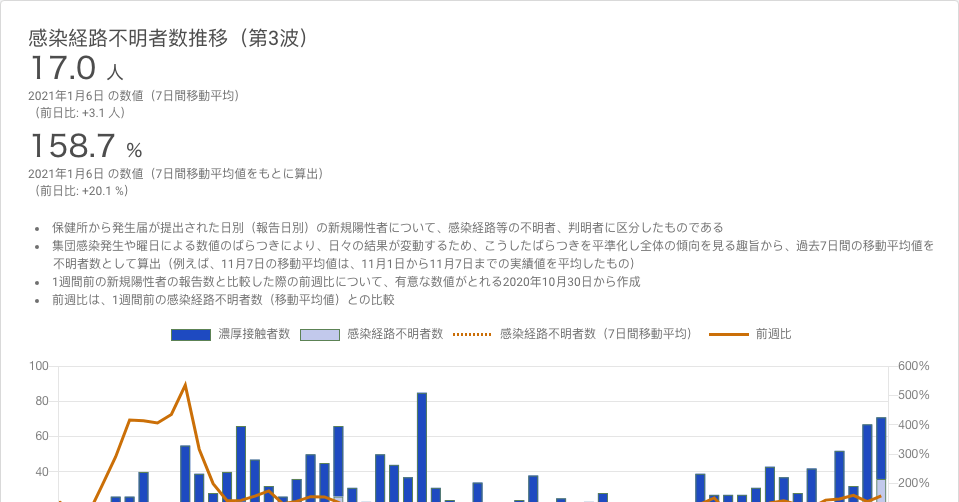 感染経路不明者数推移（第3波）
17.0 人
2021年1月6日 の数値（7日間移動平均）
（前日比: +3.1 人）
158.7 %
2021年1月6日 の数値（7日間移動平均値をもとに算出）
（前日比: +20.1 %）
• 保健所から発生届が提出された日別（報告日別）の新規陽性者について、感染経路等の不明者、判明者に区分したものである
• 集団感染発生や曜日による数値のばらつきにより、日々の結果が変動するため、こうしたばらつきを平準化し全体の傾向を見る趣旨から、過去7日間の移動平均値を
不明者数として算出（例えば、11月7日の移動平均値は、11月1日から11月7日までの実績値を平均したもの）
• 1週間前の新規陽性者の報告数と比較した際の前週比について、有意な数値がとれる2020年10月30日から作成
• 前週比は、1週間前の感染経路不明者数（移動平均値）との比較
濃厚接触者数 感染経路不明者数 感染経路不明者数（7日間移動平均） 前週比
100 600%
500%
80
400%
60
300%
40
200%